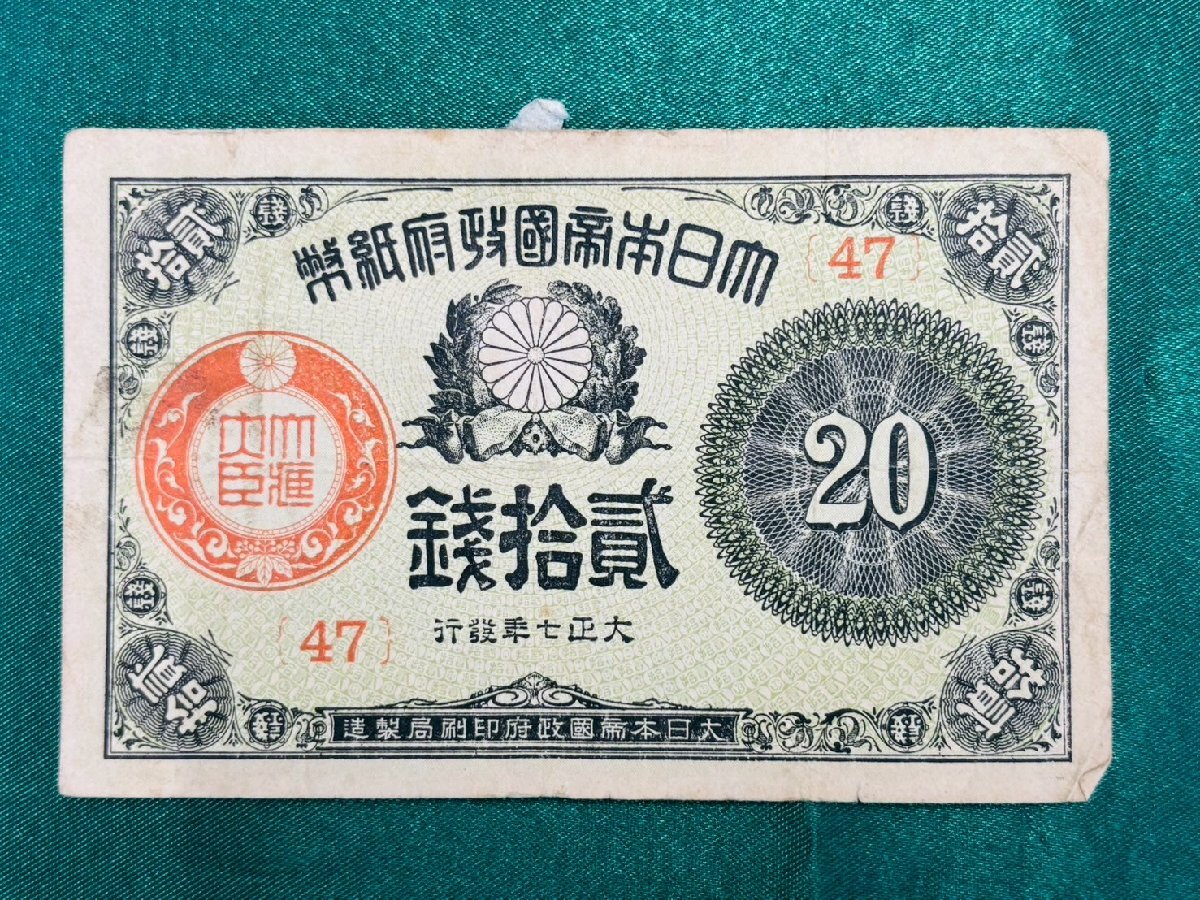 貳拾
貳拾
大日本帝國政府紙幣
{47}
大藏
大臣
20
貳拾錢
大正七年發行
{47}
貳拾
貳拾
大日本帝國政府印刷局製造